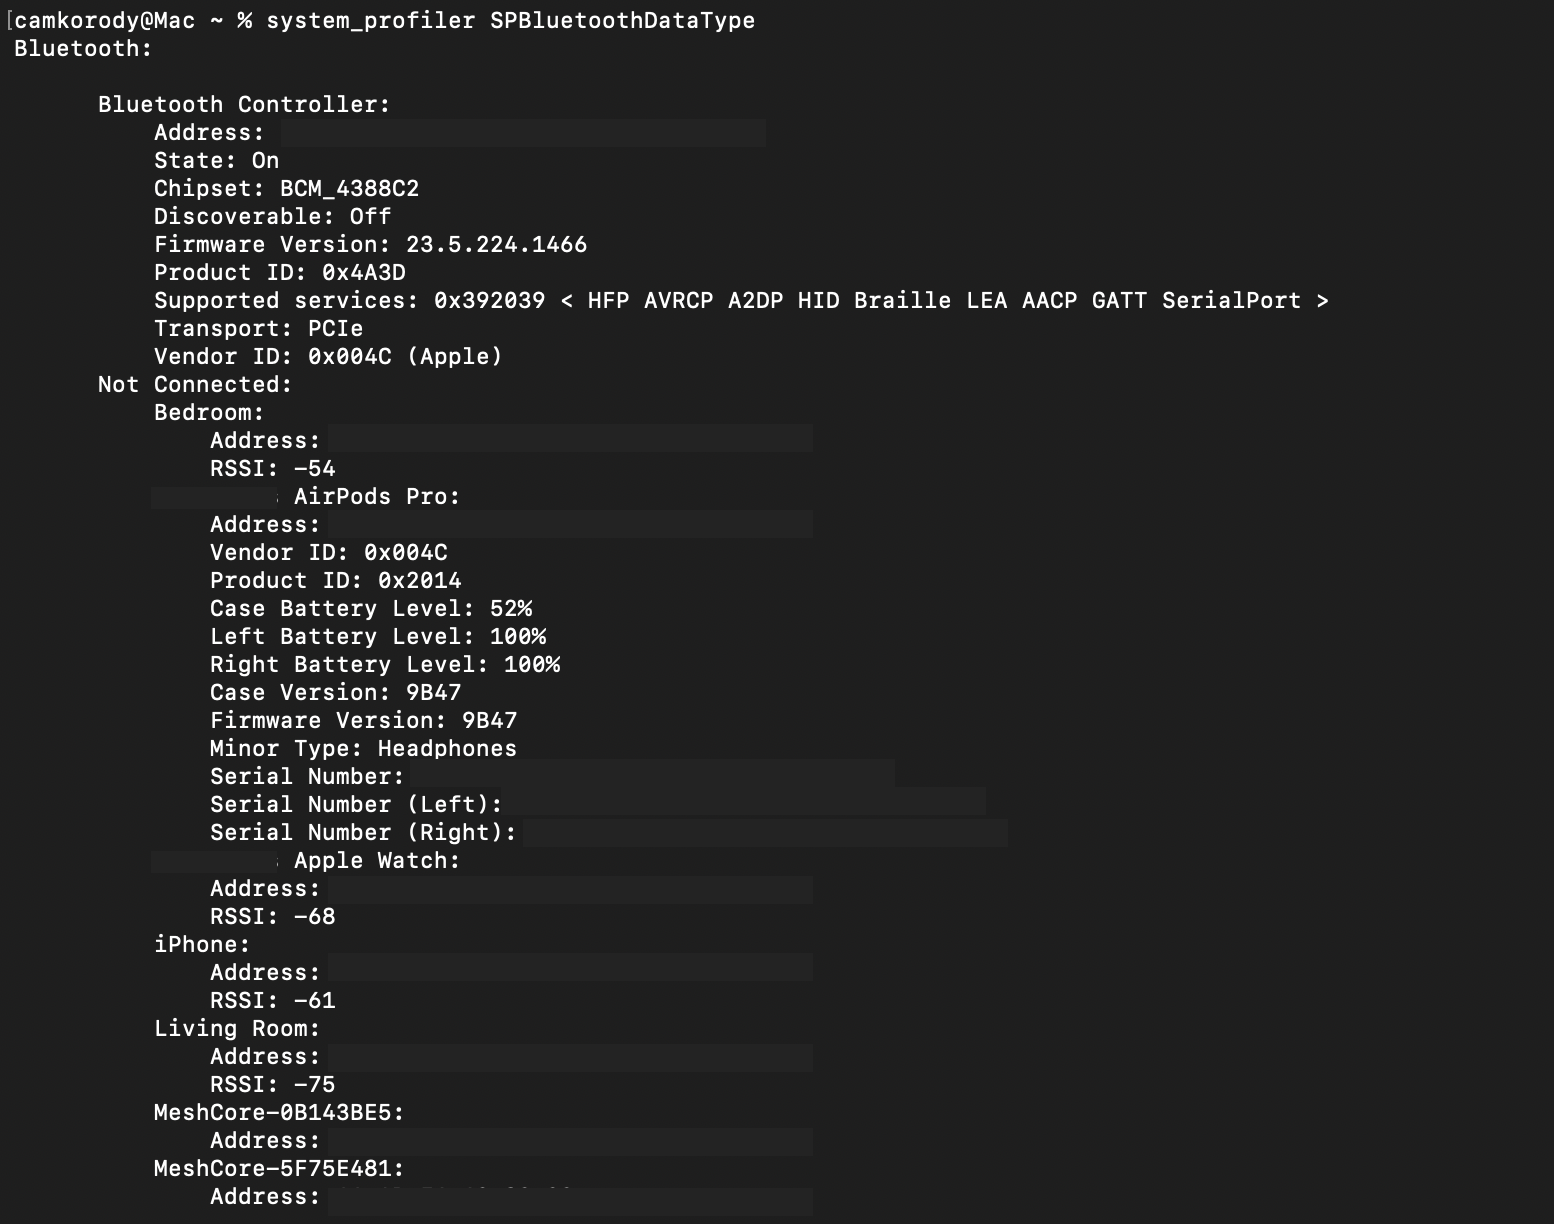 [camkorody@Mac ~ % system_profiler SPBluetoothDataType
Bluetooth:
Bluetooth Controller:
Address:
State: On
Chipset: BCM_4388C2
Discoverable: Off
Firmware Version: 23.5.224.1466
Product ID: 0x4A3D
Supported services: 0x392039 < HFP AVRCP A2DP HID Braille LEA AACP GATT SerialPort >
Transport: PCIe
Vendor ID: 0x004C (Apple)
Not Connected:
Bedroom:
Address:
RSSI: -54
AirPods Pro:
Address:
Vendor ID: 0x004C
Product ID: 0x2014
Case Battery Level: 52%
Left Battery Level: 100%
Right Battery Level: 100%
Case Version: 9B47
Firmware Version: 9B47
Minor Type: Headphones
Serial Number:
Serial Number (Left):
Serial Number (Right):
Apple Watch:
Address:
RSSI: -68
iPhone:
Address:
RSSI: -61
Living Room:
Address:
RSSI: -75
MeshCore-0B143BE5:
Address:
MeshCore-5F75E481:
Address: